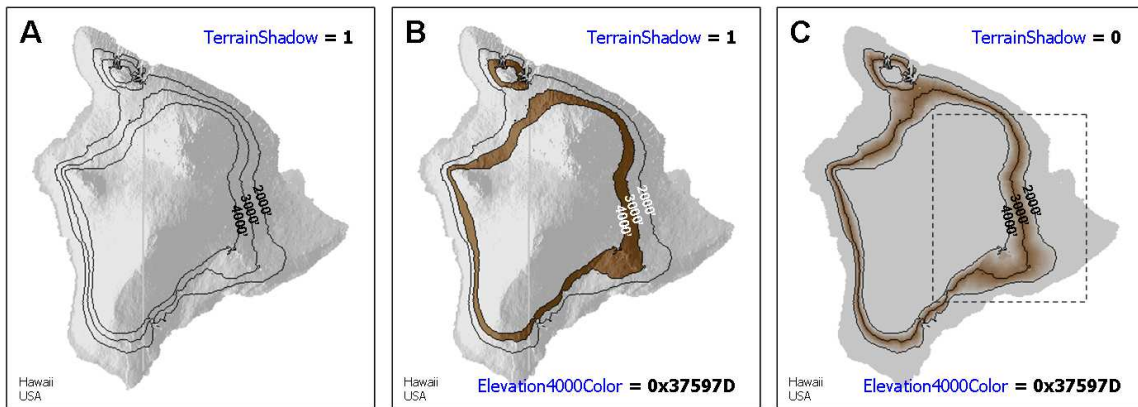 A
TerrainShadow = 1
2000'
3000'
4000'
Hawaii
USA
B
TerrainShadow = 1
2000'
3000'
4000'
Hawaii
USA
Elevation4000Color = 0x37597D
C
TerrainShadow = 0
2000'
3000'
4000'
Hawaii
USA
Elevation4000Color = 0x37597D